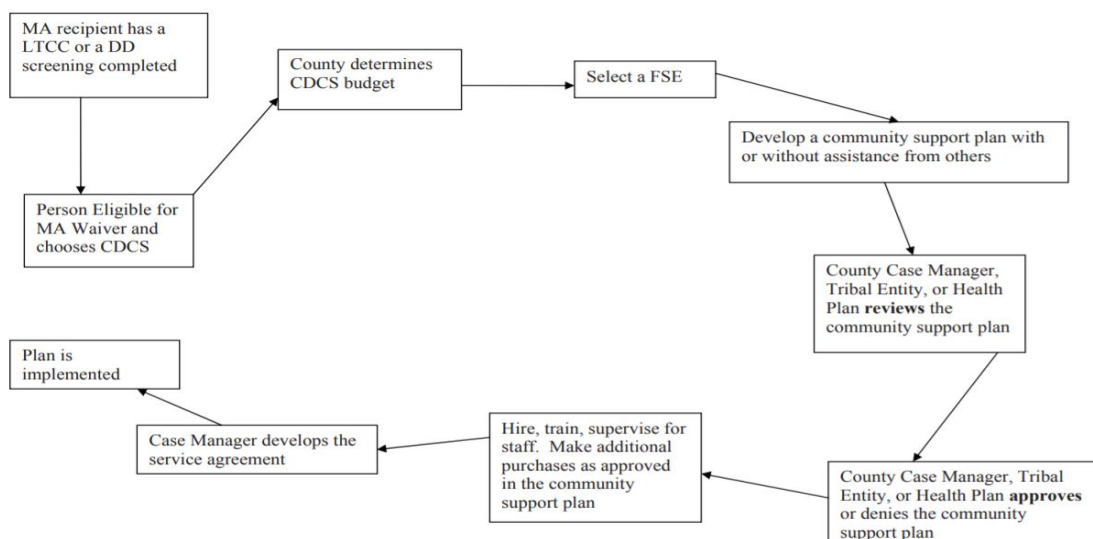 MA recipient has a
LTCC or a DD
screening completed
County determines
CDCS budget
Select a FSE
Develop a community support plan with
or without assistance from others
Person Eligible for
MA Waiver and
chooses CDCS
County Case Manager,
Tribal Entity, or Health
Plan reviews the
community support plan
Plan is
implemented
Case Manager develops the
service agreement
Hire, train, supervise for
staff. Make additional
purchases as approved
in the community
support plan
County Case Manager, Tribal
Entity, or Health Plan approves
or denies the community
support plan